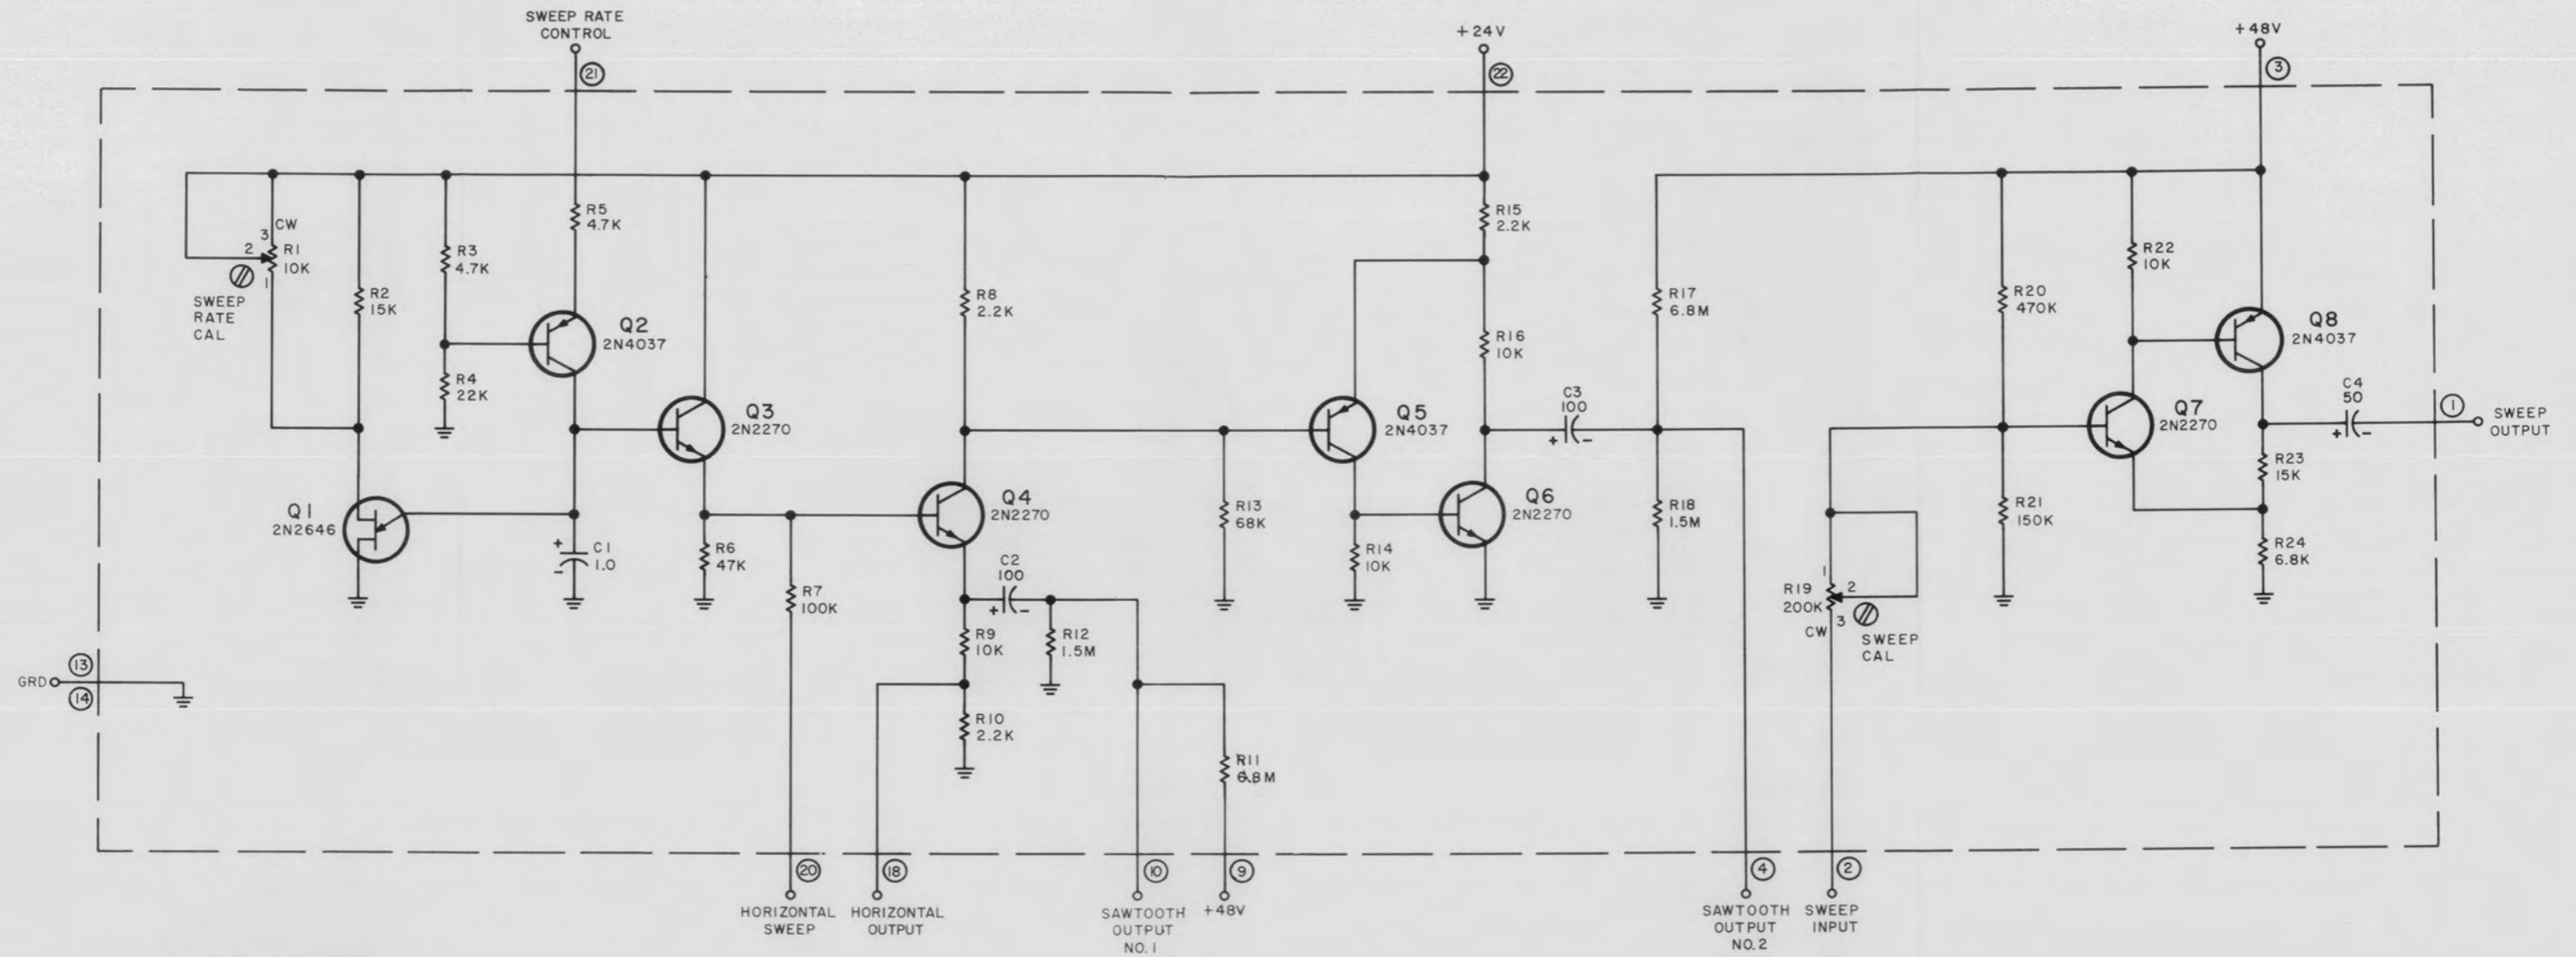 SWEEP RATE
CONTROL
21
+24V
22
+48V
3
CW
3
2
R1
10K
1
SWEEP
RATE
CAL
R2
15K
R3
4.7K
R4
22K
R5
4.7K
Q2
2N4037
Q3
2N2270
Q1
2N2646
+
C1
1.0
-
R6
47K
R7
100K
R8
2.2K
Q4
2N2270
C2
100
+ -
R9
10K
R12
1.5M
R10
2.2K
R11
6.8M
R13
68K
R15
2.2K
R16
10K
Q5
2N4037
R14
10K
Q6
2N2270
C3
100
+ -
R17
6.8M
R18
1.5M
R20
470K
R21
150K
R22
10K
Q7
2N2270
Q8
2N4037
C4
50
+ -
1
SWEEP
OUTPUT
R23
15K
R24
6.8K
1
R19
200K
2
3
CW
SWEEP
CAL
GRD
13
14
20
HORIZONTAL
SWEEP
18
HORIZONTAL
OUTPUT
10
SAWTOOTH
OUTPUT
NO.1
9
+48V
4
SAWTOOTH
OUTPUT
NO.2
2
SWEEP
INPUT